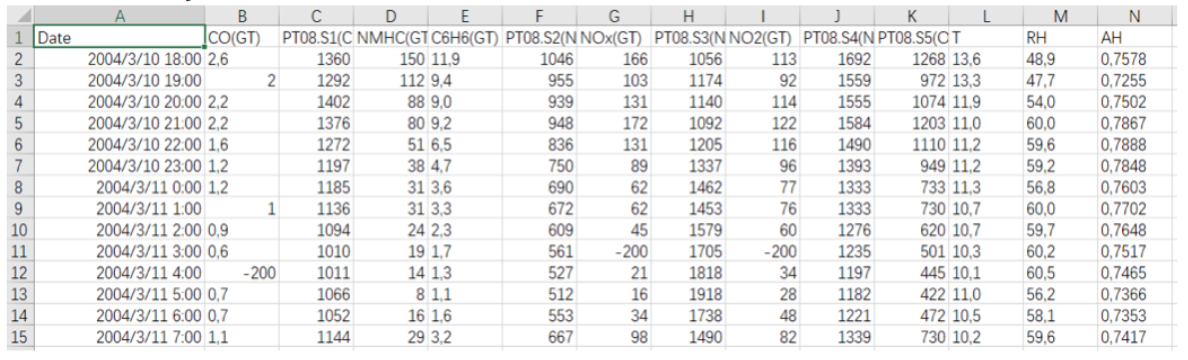 A B C D E F G H I J K L M N
1 Date CO(GT) PT08.S1(C NMHC(GT C6H6(GT) PT08.S2(N NOx(GT) PT08.S3(N NO2(GT) PT08.S4(N PT08.S5(O T RH AH
2 2004/3/10 18:00 2,6 1360 150 11,9 1046 166 1056 113 1692 1268 13,6 48,9 0,7578
3 2004/3/10 19:00 2 1292 112 9,4 955 103 1174 92 1559 972 13,3 47,7 0,7255
4 2004/3/10 20:00 2,2 1402 88 9,0 939 131 1140 114 1555 1074 11,9 54,0 0,7502
5 2004/3/10 21:00 2,2 1376 80 9,2 948 172 1092 122 1584 1203 11,0 60,0 0,7867
6 2004/3/10 22:00 1,6 1272 51 6,5 836 131 1205 116 1490 1110 11,2 59,6 0,7888
7 2004/3/10 23:00 1,2 1197 38 4,7 750 89 1337 96 1393 949 11,2 59,2 0,7848
8 2004/3/11 0:00 1,2 1185 31 3,6 690 62 1462 77 1333 733 11,3 56,8 0,7603
9 2004/3/11 1:00 1 1136 31 3,3 672 62 1453 76 1333 730 10,7 60,0 0,7702
10 2004/3/11 2:00 0,9 1094 24 2,3 609 45 1579 60 1276 620 10,7 59,7 0,7648
11 2004/3/11 3:00 0,6 1010 19 1,7 561 -200 1705 -200 1235 501 10,3 60,2 0,7517
12 2004/3/11 4:00 -200 1011 14 1,3 527 21 1818 34 1197 445 10,1 60,5 0,7465
13 2004/3/11 5:00 0,7 1066 8 1,1 512 16 1918 28 1182 422 11,0 56,2 0,7366
14 2004/3/11 6:00 0,7 1052 16 1,6 553 34 1738 48 1221 472 10,5 58,1 0,7353
15 2004/3/11 7:00 1,1 1144 29 3,2 667 98 1490 82 1339 730 10,2 59,6 0,7417